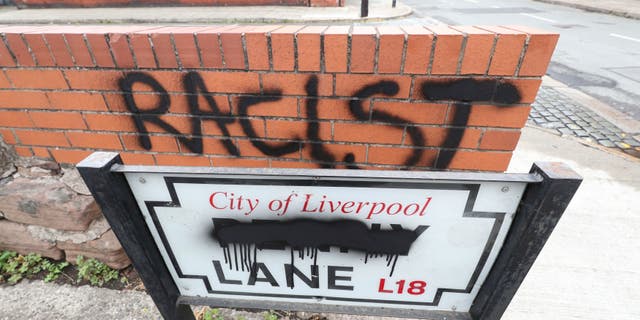 RACIST
City of Liverpool
LANE L18